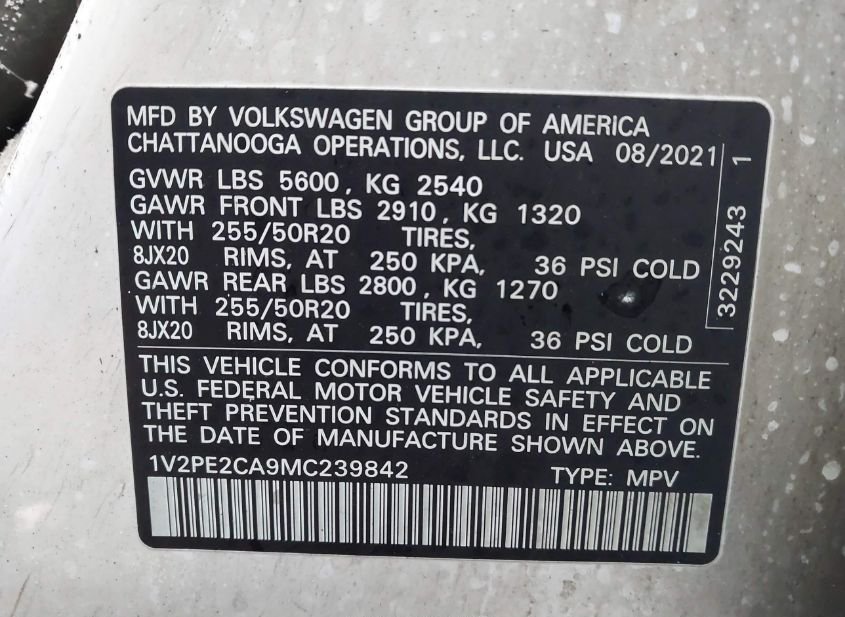 MFD BY VOLKSWAGEN GROUP OF AMERICA
CHATTANOOGA OPERATIONS, LLC. USA 08/2021
GVWR LBS 5600, KG 2540
GAWR FRONT LBS 2910, KG 1320
WITH 255/50R20 TIRES,
8JX20 RIMS, AT 250 KPA, 36 PSI COLD
GAWR REAR LBS 2800, KG 1270
WITH 255/50R20 TIRES,
8JX20 RIMS, AT 250 KPA, 36 PSI COLD
3229243 1
THIS VEHICLE CONFORMS TO ALL APPLICABLE
U.S. FEDERAL MOTOR VEHICLE SAFETY AND
THEFT PREVENTION STANDARDS IN EFFECT ON
THE DATE OF MANUFACTURE SHOWN ABOVE.
1V2PE2CA9MC239842 TYPE: MPV